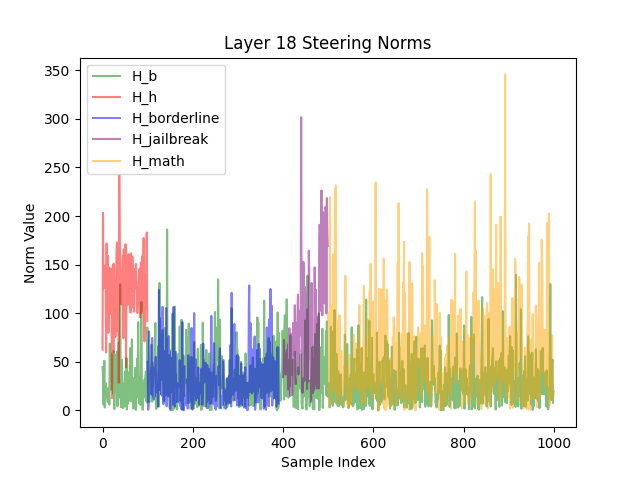 Layer 18 Steering Norms
H_b
H_h
H_borderline
H_jailbreak
H_math
Norm Value
350
300
250
200
150
100
50
0
0 200 400 600 800 1000
Sample Index